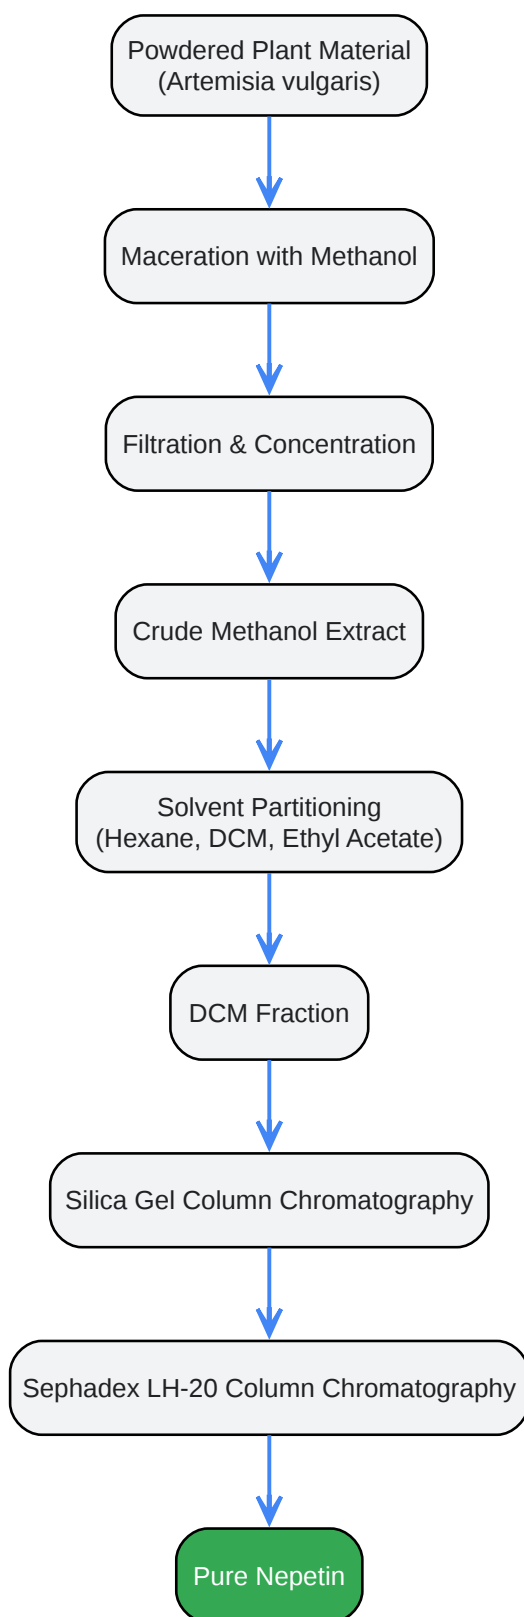 Powdered Plant Material
(Artemisia vulgaris)
Maceration with Methanol
Filtration & Concentration
Crude Methanol Extract
Solvent Partitioning
(Hexane, DCM, Ethyl Acetate)
DCM Fraction
Silica Gel Column Chromatography
Sephadex LH-20 Column Chromatography
Pure Nepetin